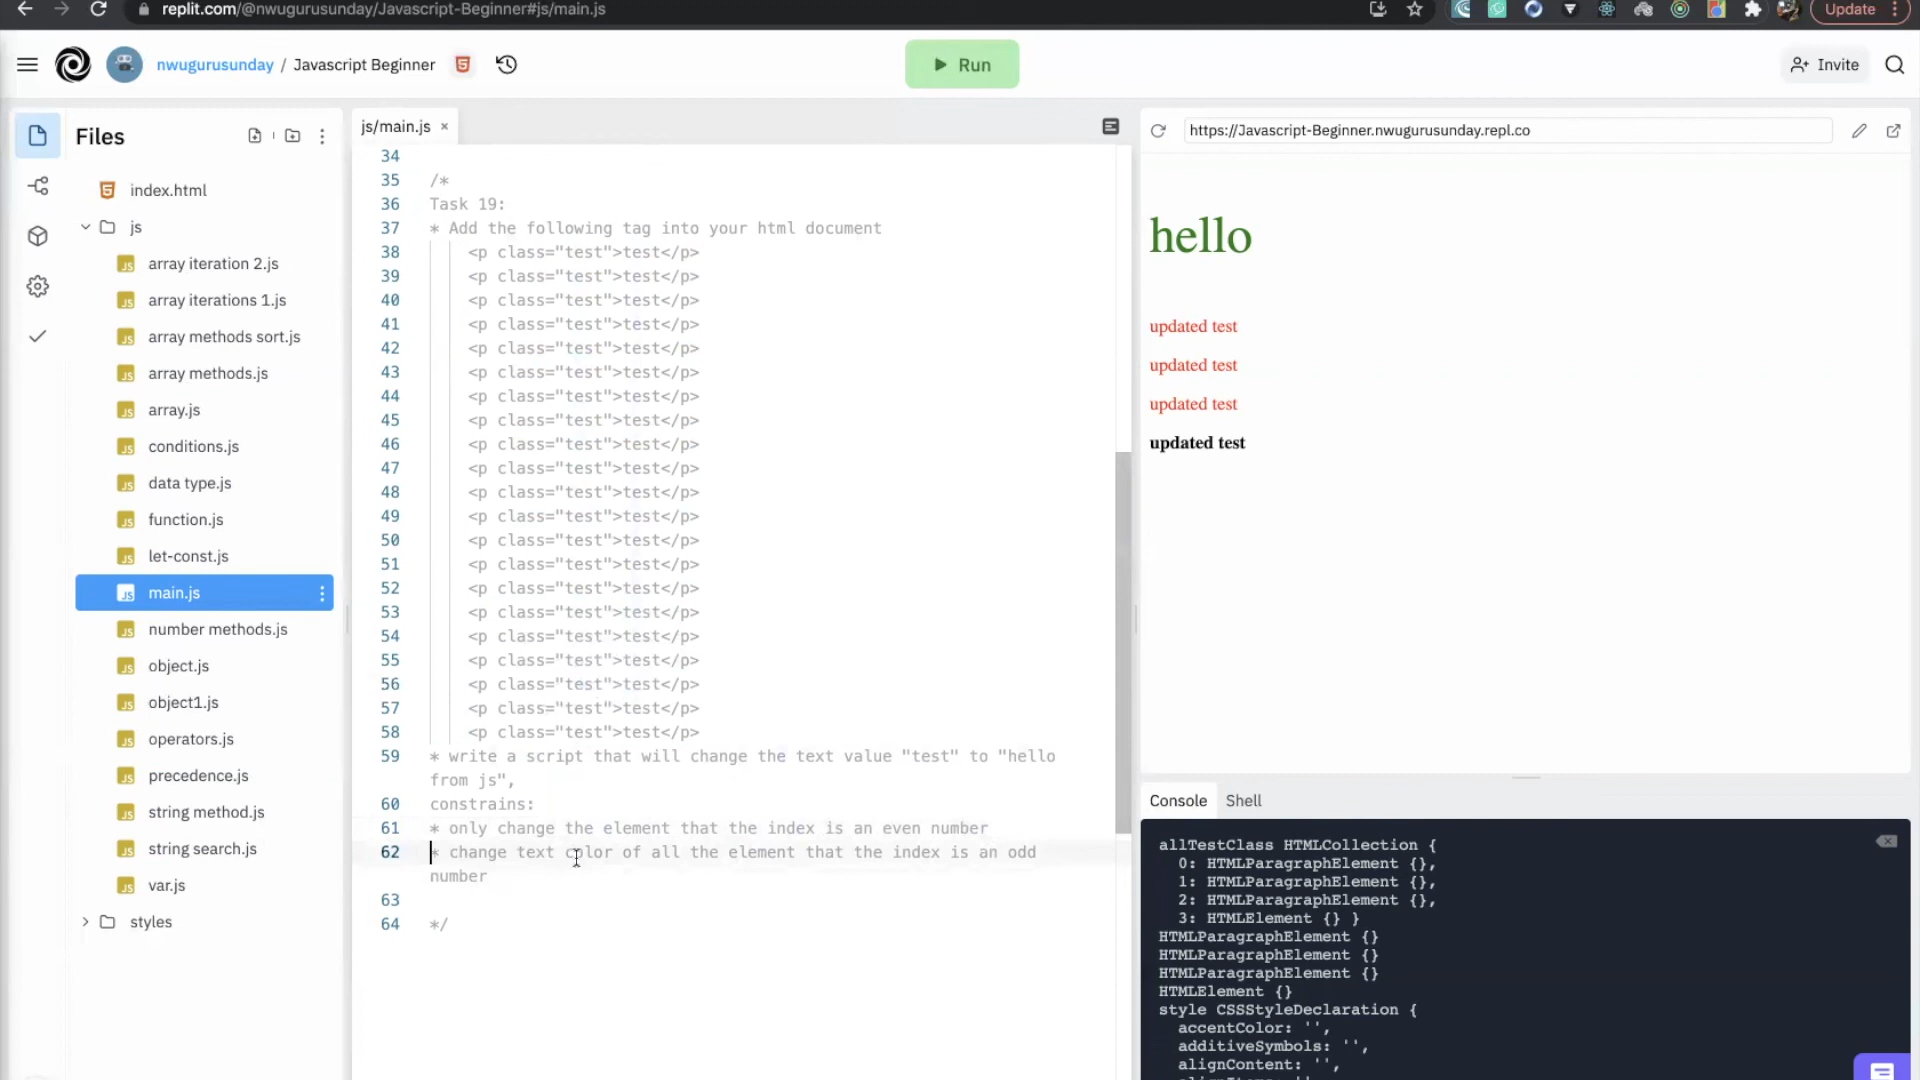 replit.com/@nwugurusunday/Javascript-Beginner#js/main.js
Update
nwugurusunday / Javascript Beginner
Run
Invite
Files
index.html
js
array iteration 2.js
array iterations 1.js
array methods sort.js
array methods.js
array.js
conditions.js
data type.js
function.js
let-const.js
main.js
number methods.js
object.js
object1.js
operators.js
precedence.js
string method.js
string search.js
var.js
styles
js/main.js ×
34
35 /*
36 Task 19:
37 * Add the following tag into your html document
38 <p class="test">test</p>
39 <p class="test">test</p>
40 <p class="test">test</p>
41 <p class="test">test</p>
42 <p class="test">test</p>
43 <p class="test">test</p>
44 <p class="test">test</p>
45 <p class="test">test</p>
46 <p class="test">test</p>
47 <p class="test">test</p>
48 <p class="test">test</p>
49 <p class="test">test</p>
50 <p class="test">test</p>
51 <p class="test">test</p>
52 <p class="test">test</p>
53 <p class="test">test</p>
54 <p class="test">test</p>
55 <p class="test">test</p>
56 <p class="test">test</p>
57 <p class="test">test</p>
58 <p class="test">test</p>
59 * write a script that will change the text value "test" to "hello
from js",
60 constrains:
61 * only change the element that the index is an even number
62 * change text color of all the element that the index is an odd
number
63
64 */
https://Javascript-Beginner.nwugurusunday.repl.co
hello
updated test
updated test
updated test
updated test
Console Shell
allTestClass HTMLCollection {
0: HTMLParagraphElement {},
1: HTMLParagraphElement {},
2: HTMLParagraphElement {},
3: HTMLElement {} }
HTMLParagraphElement {}
HTMLParagraphElement {}
HTMLParagraphElement {}
HTMLElement {}
style CSSStyleDeclaration {
accentColor: '',
additiveSymbols: '',
alignContent: '',